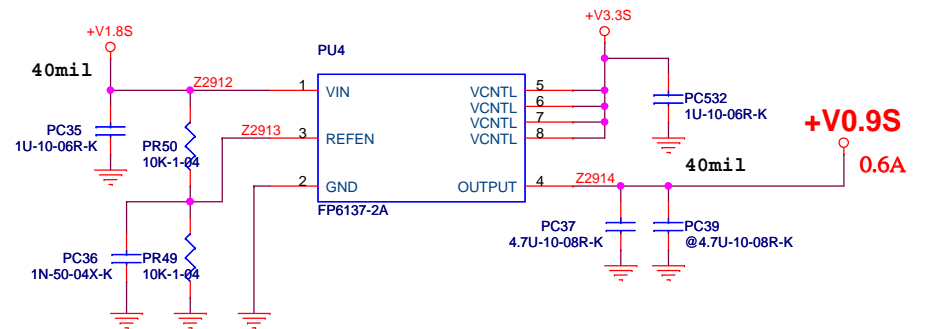 +V1.8S
+V3.3S
PU4
40mil
Z2912
1
VIN
VCNTL
5
VCNTL
6
VCNTL
7
VCNTL
8
PC532
1U-10-06R-K
PC35
1U-10-06R-K
PR50
10K-1-04
Z2913
3
REFEN
+V0.9S
0.6A
40mil
2
GND
OUTPUT
4
Z2914
FP6137-2A
PC37
4.7U-10-08R-K
PC39
@4.7U-10-08R-K
PC36
1N-50-04X-K
PR49
10K-1-04